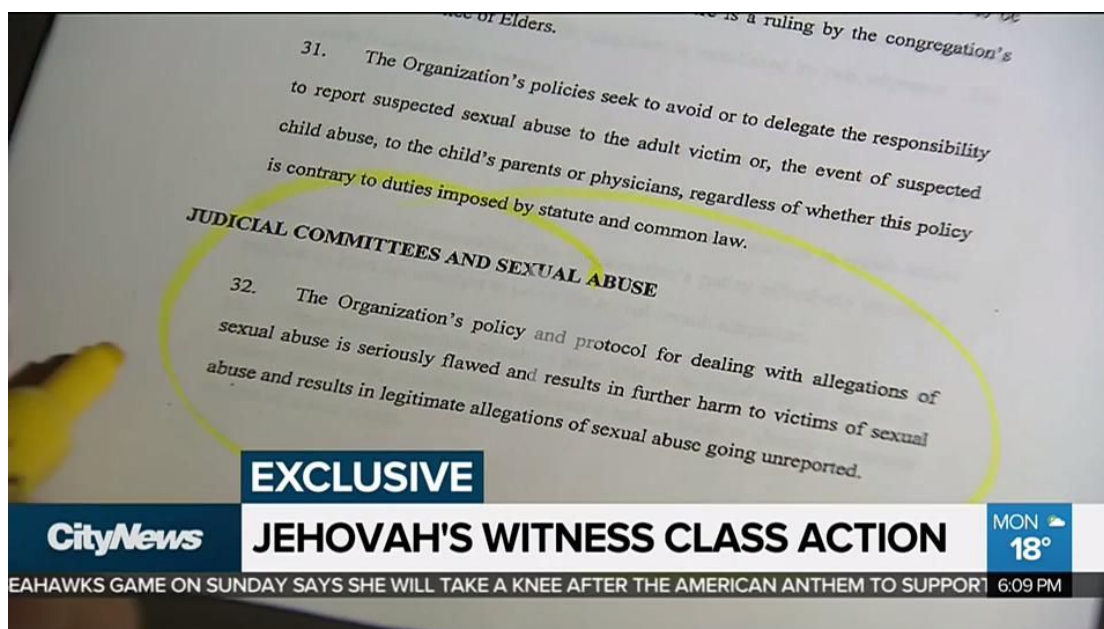 of Elders.
is a ruling by the congregation's
31. The Organization's policies seek to avoid or to delegate the responsibility
to report suspected sexual abuse to the adult victim or, the event of suspected
child abuse, to the child's parents or physicians, regardless of whether this policy
is contrary to duties imposed by statute and common law.
JUDICIAL COMMITTEES AND SEXUAL ABUSE
32. The Organization's policy and protocol for dealing with allegations of
sexual abuse is seriously flawed and results in further harm to victims of sexual
abuse and results in legitimate allegations of sexual abuse going unreported.
EXCLUSIVE
CityNews
JEHOVAH'S WITNESS CLASS ACTION
MON
18°
EAHAWKS GAME ON SUNDAY SAYS SHE WILL TAKE A KNEE AFTER THE AMERICAN ANTHEM TO SUPPORT
6:09 PM